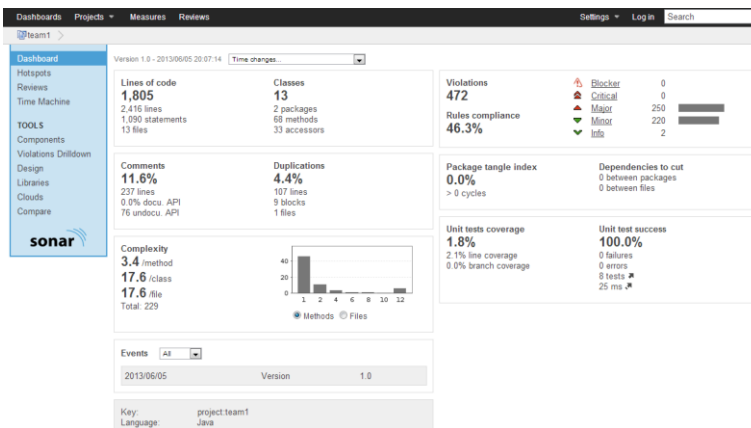 Dashboards Projects Measures Reviews Settings Log in Search
team1
Dashboard
Hotspots
Reviews
Time Machine
TOOLS
Components
Violations Drilldown
Design
Libraries
Clouds
Compare
sonar
Version 1.0 - 2013/06/05 20:07:14 Time changes...
Lines of code
1,805
2,416 lines
1,090 statements
13 files
Classes
13
2 packages
68 methods
33 accessors
Violations
472
Rules compliance
46.3%
Blocker 0
Critical 0
Major 250
Minor 220
Info 2
Comments
11.6%
237 lines
0.0% docu. API
76 undocu. API
Duplications
4.4%
107 lines
9 blocks
1 files
Package tangle index
0.0%
> 0 cycles
Dependencies to cut
0 between packages
0 between files
Complexity
3.4 /method
17.6 /class
17.6 /file
Total: 229
40
20
0
1 2 4 6 8 10 12
Methods Files
Unit tests coverage
1.8%
2.1% line coverage
0.0% branch coverage
Unit test success
100.0%
0 failures
0 errors
8 tests
25 ms
Events All
2013/06/05 Version 1.0
Key: project:team1
Language: Java